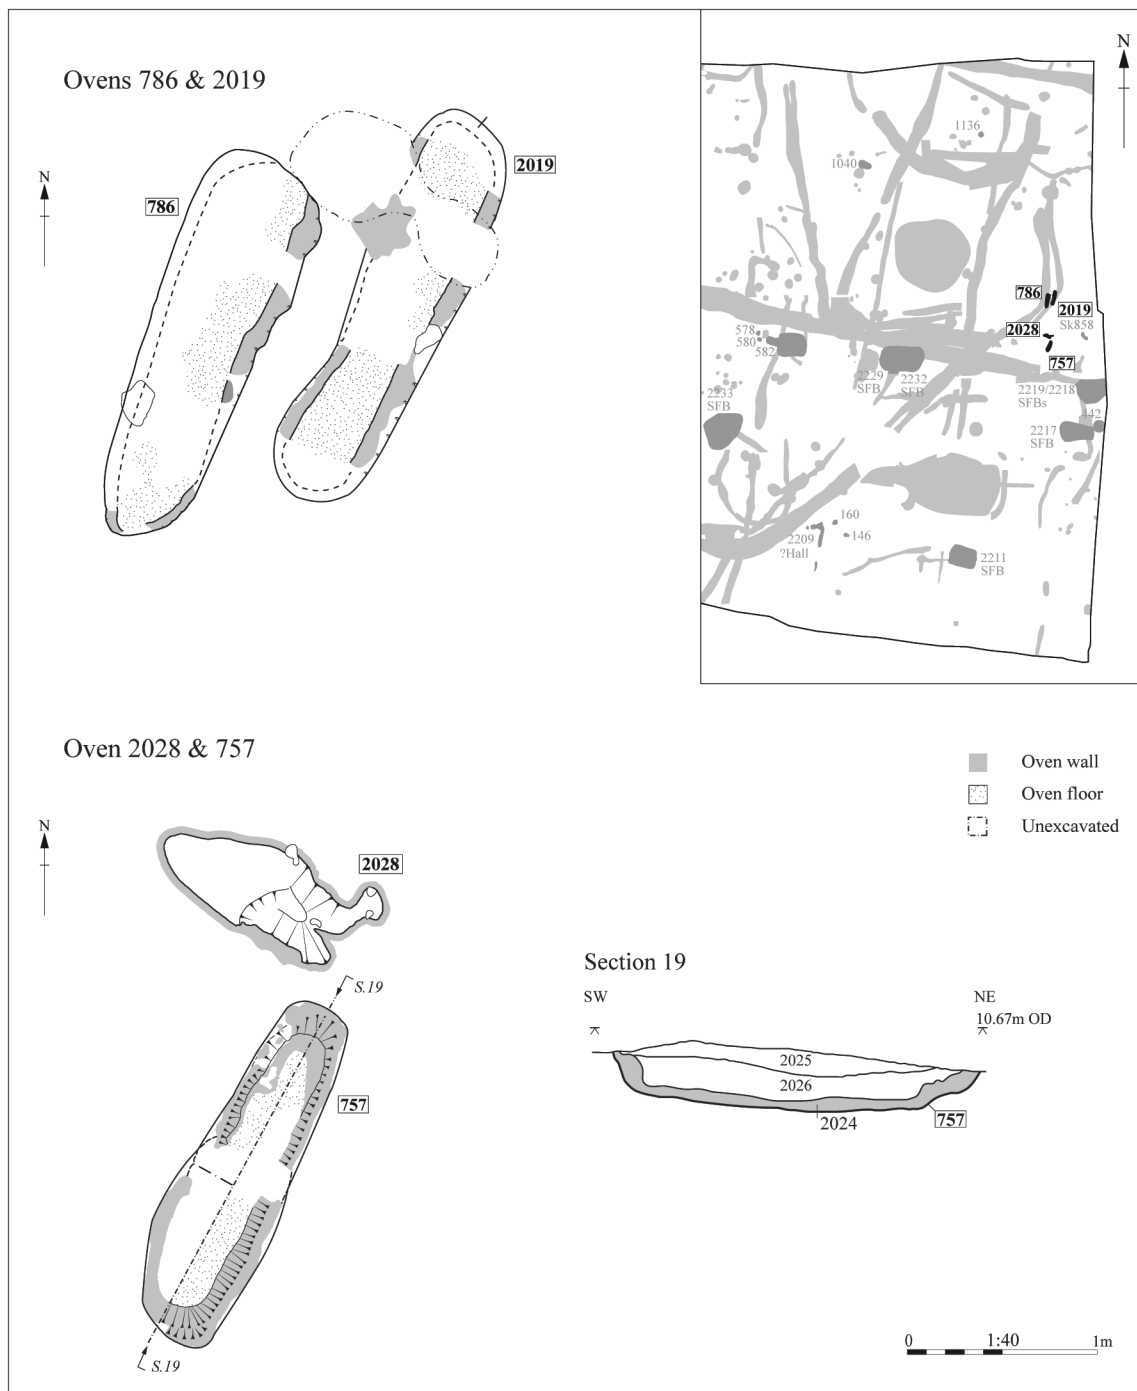 Ovens 786 & 2019
N
786
2019
N
1136
1040
786
2019
Sk858
2028
757
578
580
582
2229
SFB
2232
SFB
2219/2218
SFBs
2233
SFB
442
2217
SFB
160
2209
?Hall
146
2211
SFB
Oven 2028 & 757
Oven wall
Oven floor
Unexcavated
N
2028
S.19
757
S.19
Section 19
SW
NE
10.67m OD
2025
2026
2024
757
0
1:40
1m